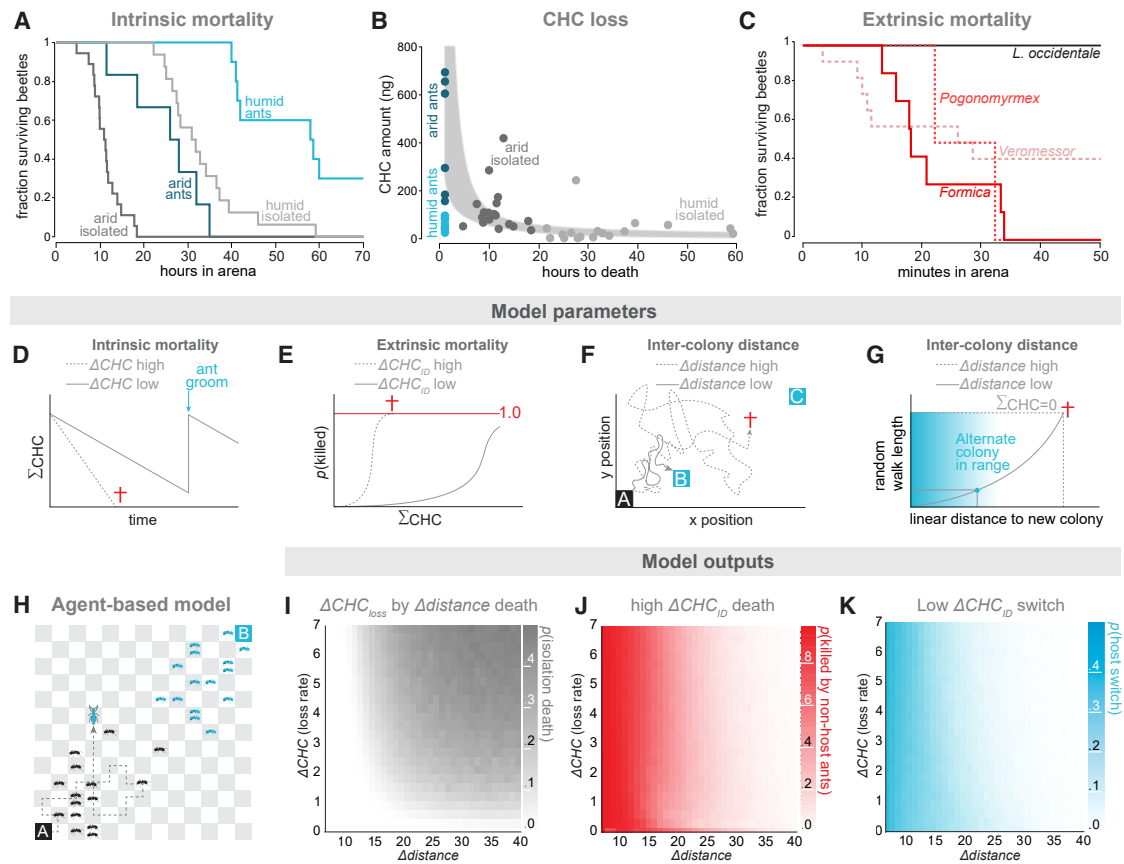 A
Intrinsic mortality
fraction surviving beetles
1
0.8
0.6
0.4
0.2
0
humid
ants
arid
ants
arid
isolated
humid
isolated
0 10 20 30 40 50 60 70
hours in arena
B
CHC loss
CHC amount (ng)
800
600
400
200
0
arid ants
humid ants
arid
isolated
humid
isolated
0 10 20 30 40 50 60
hours to death
C
Extrinsic mortality
fraction surviving beetles
1
0.8
0.6
0.4
0.2
0
L. occidentale
Pogonomyrmex
Veromessor
Formica
0 10 20 30 40 50
minutes in arena
Model parameters
D
Intrinsic mortality
ΔCHC high
ΔCHC low
ant
groom
ΣCHC
time
E
Extrinsic mortality
ΔCHCID high
ΔCHCID low
1.0
p(killed)
ΣCHC
F
Inter-colony distance
Δdistance high
Δdistance low
C
B
A
y position
x position
G
Inter-colony distance
Δdistance high
Δdistance low
ΣCHC=0
Alternate
colony
in range
random
walk length
linear distance to new colony
Model outputs
H
Agent-based model
B
A
I
ΔCHCloss by Δdistance death
ΔCHC (loss rate)
7
6
5
4
3
2
1
0
10 15 20 25 30 35 40
Δdistance
.4
.3
.2
.1
.0
p(isolation death)
J
high ΔCHCID death
ΔCHC (loss rate)
7
6
5
4
3
2
1
0
10 15 20 25 30 35 40
Δdistance
.8
.6
.4
.2
.0
p(killed by non-host ants)
K
Low ΔCHCID switch
ΔCHC (loss rate)
7
6
5
4
3
2
1
0
10 15 20 25 30 35 40
Δdistance
.4
.3
.2
.1
.0
p(host switch)